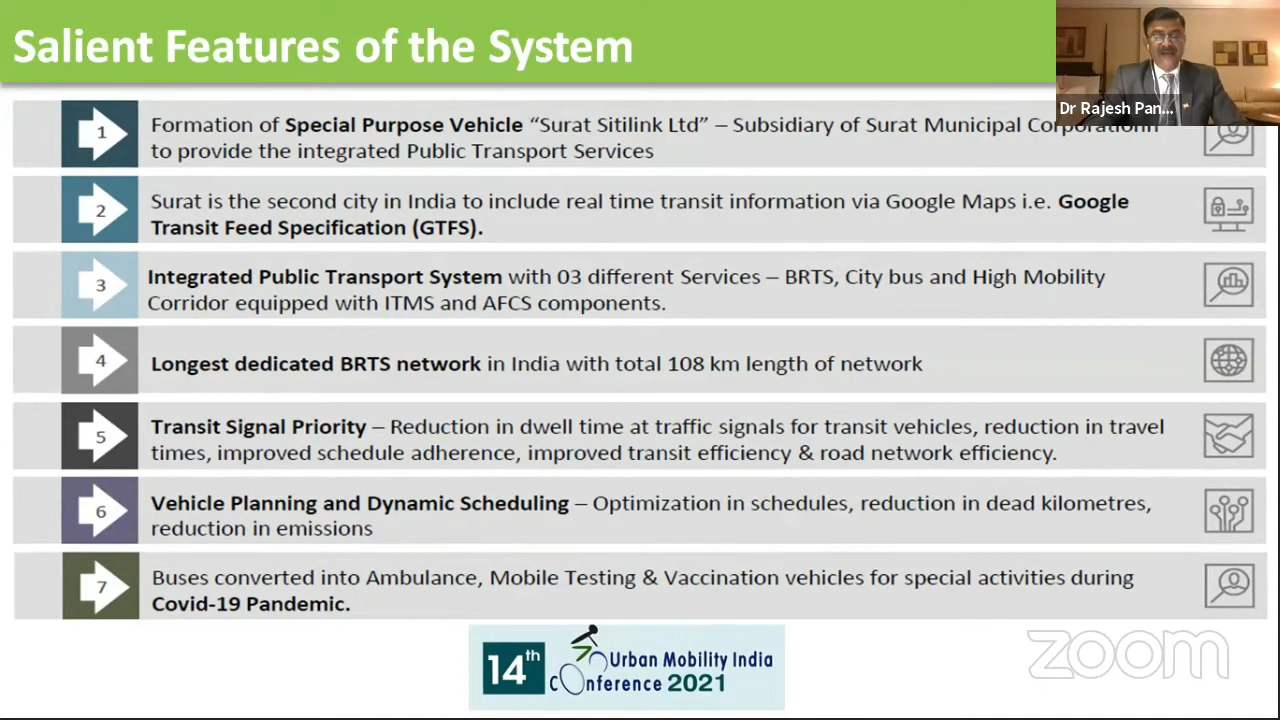 Salient Features of the System
Dr Rajesh Pan...
1
Formation of Special Purpose Vehicle “Surat Sitilink Ltd” – Subsidiary of Surat Municipal
to provide the integrated Public Transport Services
2
Surat is the second city in India to include real time transit information via Google Maps i.e. Google
Transit Feed Specification (GTFS).
3
Integrated Public Transport System with 03 different Services – BRTS, City bus and High Mobility
Corridor equipped with ITMS and AFCS components.
4
Longest dedicated BRTS network in India with total 108 km length of network
5
Transit Signal Priority – Reduction in dwell time at traffic signals for transit vehicles, reduction in travel
times, improved schedule adherence, improved transit efficiency & road network efficiency.
6
Vehicle Planning and Dynamic Scheduling – Optimization in schedules, reduction in dead kilometres,
reduction in emissions
7
Buses converted into Ambulance, Mobile Testing & Vaccination vehicles for special activities during
Covid-19 Pandemic.
14th
Urban Mobility India
Conference 2021
zoom